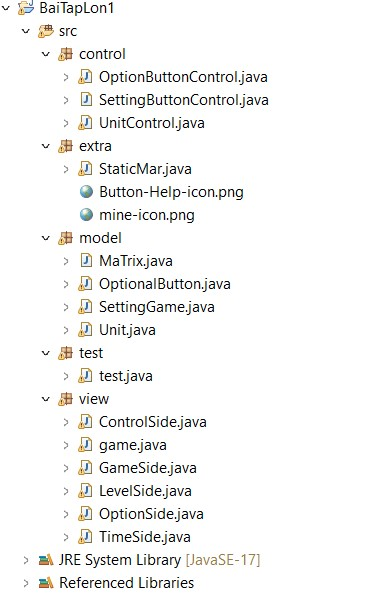 BaiTapLon1
src
control
OptionButtonControl.java
SettingButtonControl.java
UnitControl.java
extra
StaticMar.java
Button-Help-icon.png
mine-icon.png
model
MaTrix.java
OptionalButton.java
SettingGame.java
Unit.java
test
test.java
view
ControlSide.java
game.java
GameSide.java
LevelSide.java
OptionSide.java
TimeSide.java
JRE System Library [JavaSE-17]
Referenced Libraries